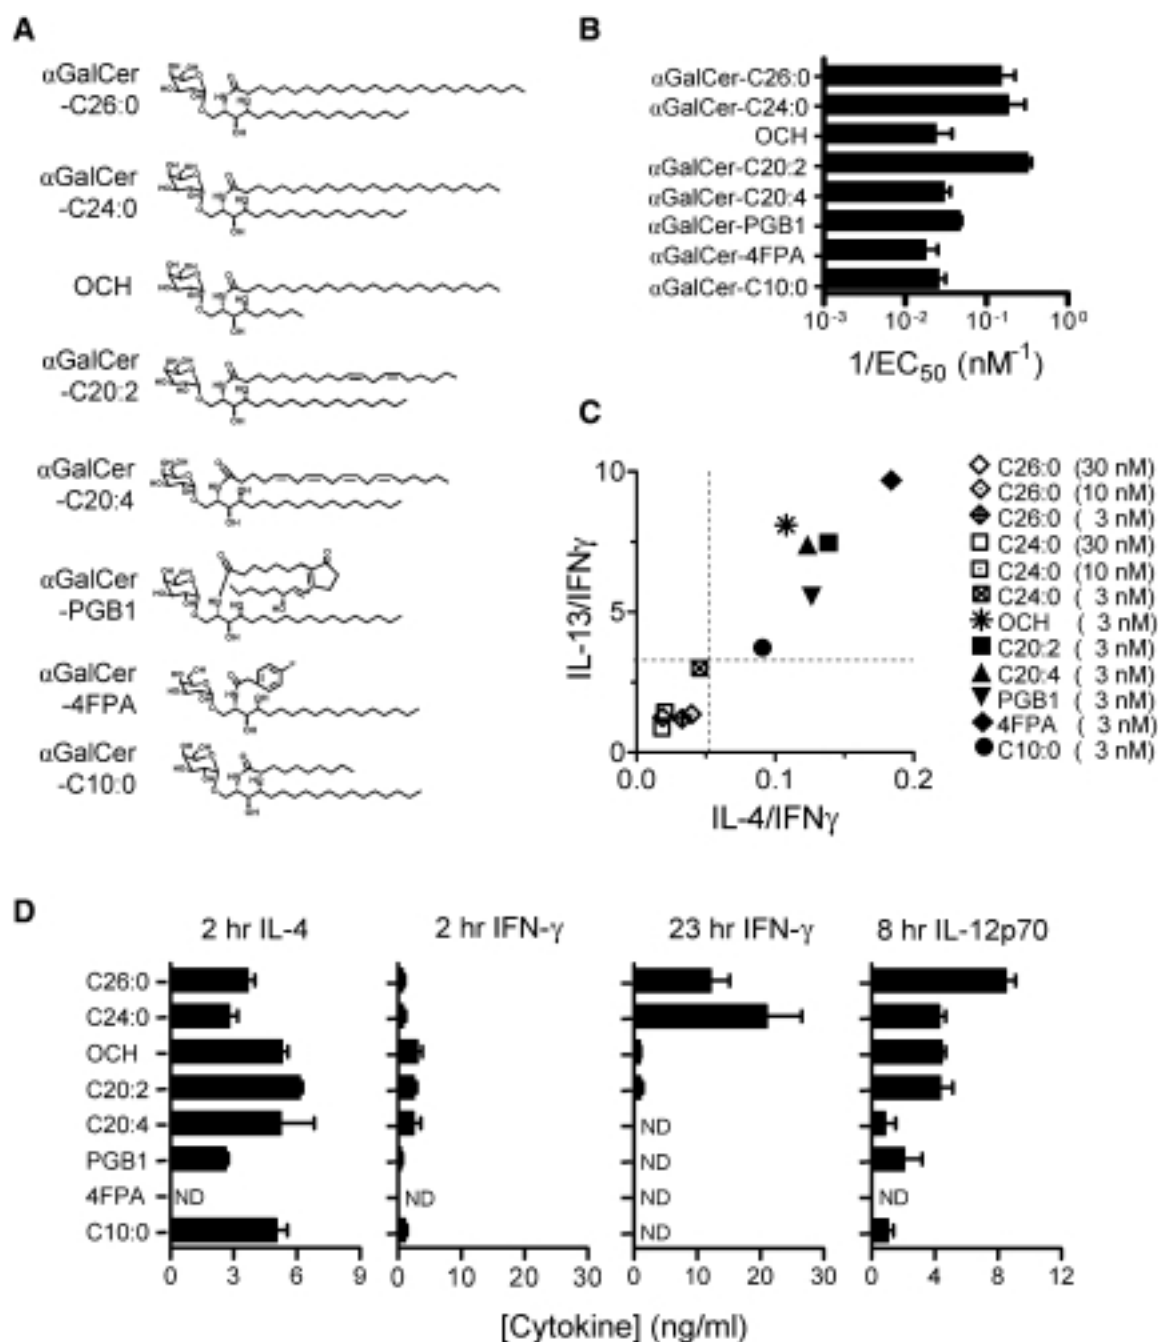 A
αGalCer
-C26:0
αGalCer
-C24:0
OCH
αGalCer
-C20:2
αGalCer
-C20:4
αGalCer
-PGB1
αGalCer
-4FPA
αGalCer
-C10:0
B
αGalCer-C26:0
αGalCer-C24:0
OCH
αGalCer-C20:2
αGalCer-C20:4
αGalCer-PGB1
αGalCer-4FPA
αGalCer-C10:0
10⁻³ 10⁻² 10⁻¹ 10⁰
1/EC₅₀ (nM⁻¹)
C
10
5
0
IL-13/IFNγ
0.0 0.1 0.2
IL-4/IFNγ
C26:0 (30 nM)
C26:0 (10 nM)
C26:0 ( 3 nM)
C24:0 (30 nM)
C24:0 (10 nM)
C24:0 ( 3 nM)
OCH ( 3 nM)
C20:2 ( 3 nM)
C20:4 ( 3 nM)
PGB1 ( 3 nM)
4FPA ( 3 nM)
C10:0 ( 3 nM)
D
2 hr IL-4 2 hr IFN-γ 23 hr IFN-γ 8 hr IL-12p70
C26:0
C24:0
OCH
C20:2
C20:4 ND
PGB1 ND
4FPA ND ND ND ND
C10:0 ND
0 3 6 9 0 10 20 30 0 10 20 30 0 4 8 12
[Cytokine] (ng/ml)